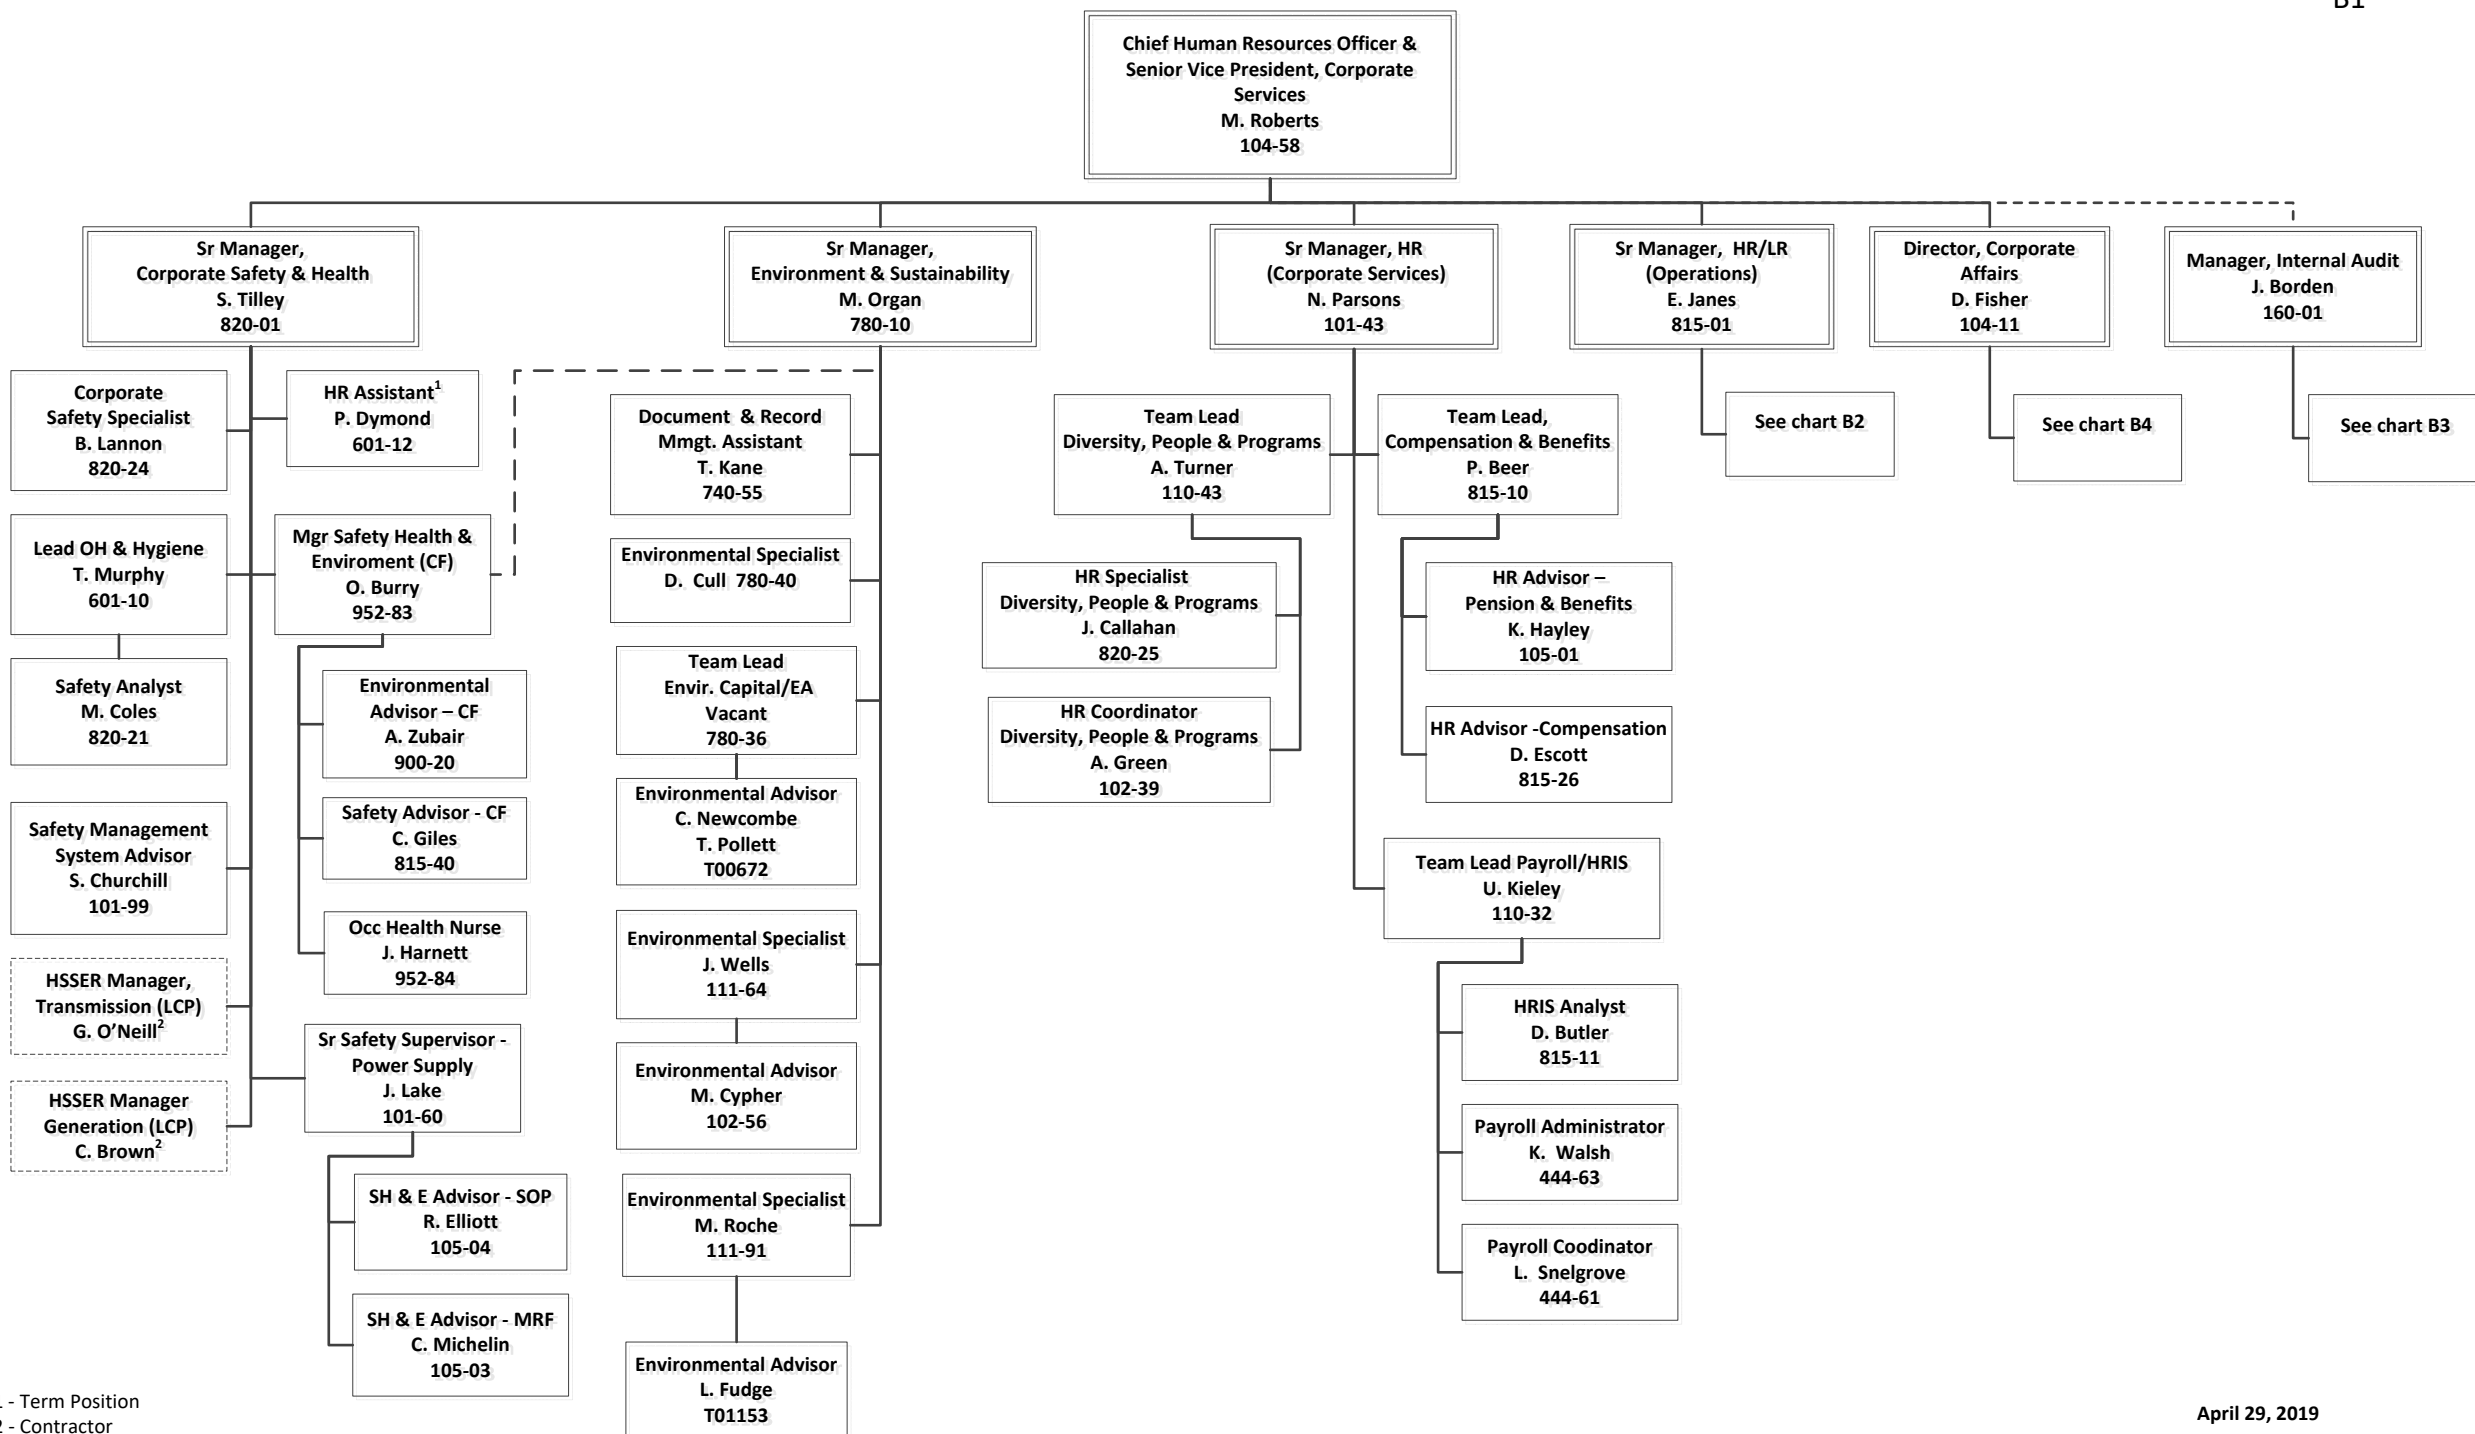 B1
Chief Human Resources Officer &
Senior Vice President, Corporate
Services
M. Roberts
104-58
Sr Manager,
Corporate Safety & Health
S. Tilley
820-01
Sr Manager,
Environment & Sustainability
M. Organ
780-10
Sr Manager, HR
(Corporate Services)
N. Parsons
101-43
Sr Manager, HR/LR
(Operations)
E. Janes
815-01
Director, Corporate
Affairs
D. Fisher
104-11
Manager, Internal Audit
J. Borden
160-01
Corporate
Safety Specialist
B. Lannon
820-24
HR Assistant1
P. Dymond
601-12
Lead OH & Hygiene
T. Murphy
601-10
Mgr Safety Health &
Enviroment (CF)
O. Burry
952-83
Safety Analyst
M. Coles
820-21
Environmental
Advisor – CF
A. Zubair
900-20
Safety Advisor - CF
C. Giles
815-40
Occ Health Nurse
J. Harnett
952-84
Safety Management
System Advisor
S. Churchill
101-99
HSSER Manager,
Transmission (LCP)
G. O’Neill2
HSSER Manager
Generation (LCP)
C. Brown2
Sr Safety Supervisor -
Power Supply
J. Lake
101-60
SH & E Advisor - SOP
R. Elliott
105-04
SH & E Advisor - MRF
C. Michelin
105-03
Document & Record
Mmgt. Assistant
T. Kane
740-55
Environmental Specialist
D. Cull 780-40
Team Lead
Envir. Capital/EA
Vacant
780-36
Environmental Advisor
C. Newcombe
T. Pollett
T00672
Environmental Specialist
J. Wells
111-64
Environmental Advisor
M. Cypher
102-56
Environmental Specialist
M. Roche
111-91
Environmental Advisor
L. Fudge
T01153
Team Lead
Diversity, People & Programs
A. Turner
110-43
Team Lead,
Compensation & Benefits
P. Beer
815-10
HR Specialist
Diversity, People & Programs
J. Callahan
820-25
HR Coordinator
Diversity, People & Programs
A. Green
102-39
HR Advisor –
Pension & Benefits
K. Hayley
105-01
HR Advisor -Compensation
D. Escott
815-26
Team Lead Payroll/HRIS
U. Kieley
110-32
HRIS Analyst
D. Butler
815-11
Payroll Administrator
K. Walsh
444-63
Payroll Coodinator
L. Snelgrove
444-61
See chart B2
See chart B4
See chart B3
1 - Term Position
2 - Contractor
April 29, 2019